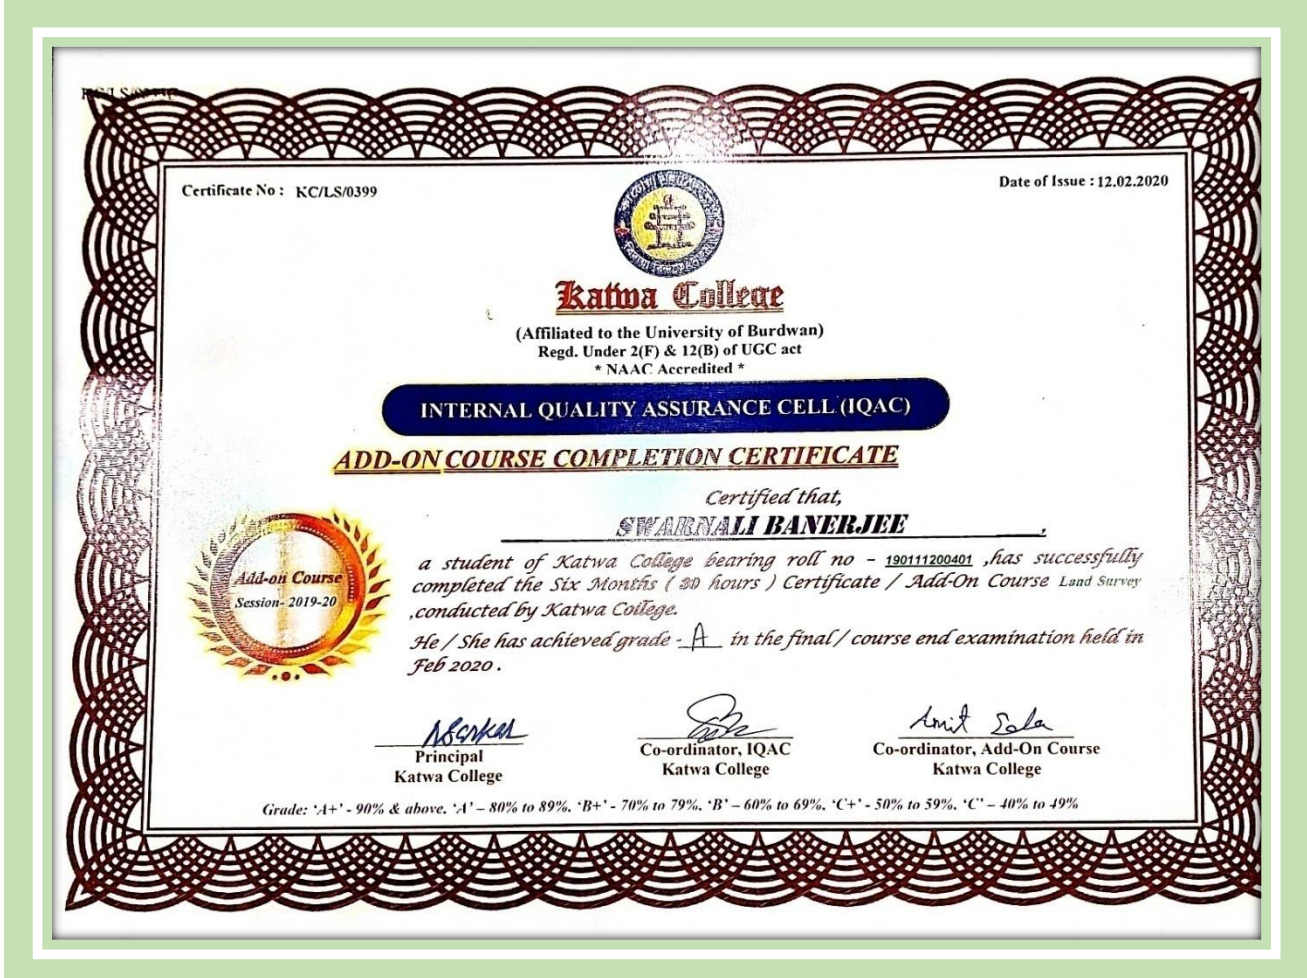 Certificate No : KC/LS/0399
Date of Issue : 12.02.2020
Katwa College
(Affiliated to the University of Burdwan)
Regd. Under 2(F) & 12(B) of UGC act
* NAAC Accredited *
INTERNAL QUALITY ASSURANCE CELL (IQAC)
ADD-ON COURSE COMPLETION CERTIFICATE
Certified that,
SWARNALI BANERJEE .
a student of Katwa College bearing roll no - 190111200401 ,has successfully
completed the Six Months ( 30 hours ) Certificate / Add-On Course Land Survey
,conducted by Katwa College.
He / She has achieved grade - A in the final / course end examination held in
Feb 2020 .
Add-on Course
Session- 2019-20
NSarkar
Principal
Katwa College
Co-ordinator, IQAC
Katwa College
Amit
Co-ordinator, Add-On Course
Katwa College
Grade: 'A+' - 90% & above, 'A' – 80% to 89%, 'B+' - 70% to 79%, 'B' – 60% to 69%, 'C+' - 50% to 59%, 'C' – 40% to 49%